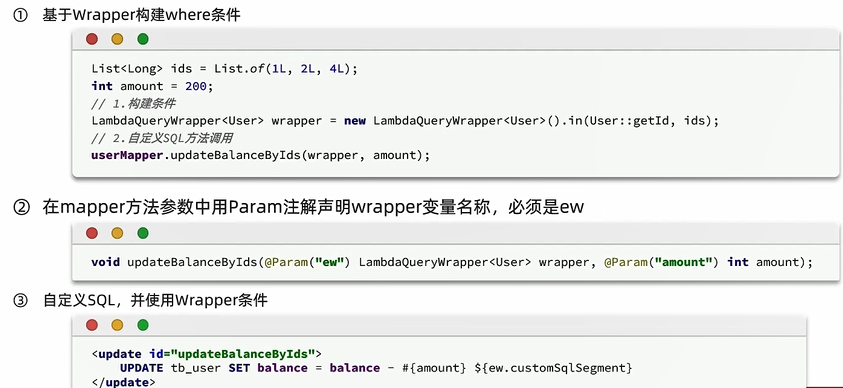 ① 基于Wrapper构建where条件
List<Long> ids = List.of(1L, 2L, 4L);
int amount = 200;
// 1.构建条件
LambdaQueryWrapper<User> wrapper = new LambdaQueryWrapper<User>().in(User::getId, ids);
// 2.自定义SQL方法调用
userMapper.updateBalanceByIds(wrapper, amount);
② 在mapper方法参数中用Param注解声明wrapper变量名称，必须是ew
void updateBalanceByIds(@Param("ew") LambdaQueryWrapper<User> wrapper, @Param("amount") int amount);
③ 自定义SQL，并使用Wrapper条件
<update id="updateBalanceByIds">
UPDATE tb_user SET balance = balance - #{amount} ${ew.customSqlSegment}
</update>